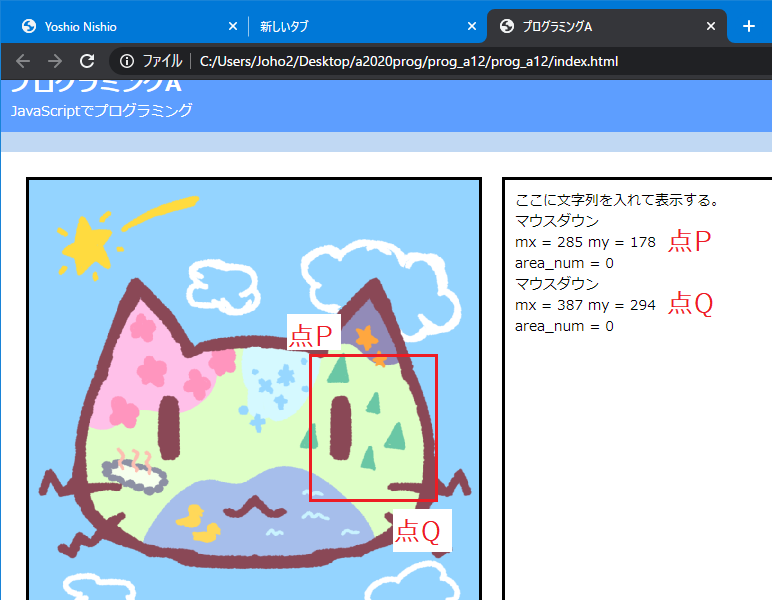 Yoshio Nishio
新しいタブ
プログラミングA
ファイル
C:/Users/Joho2/Desktop/a2020prog/prog_a12/prog_a12/index.html
プログラミングA
JavaScriptでプログラミング
ここに文字列を入れて表示する。
マウスダウン
mx = 285 my = 178 点P
area_num = 0
マウスダウン
mx = 387 my = 294 点Q
area_num = 0
点P
点Q